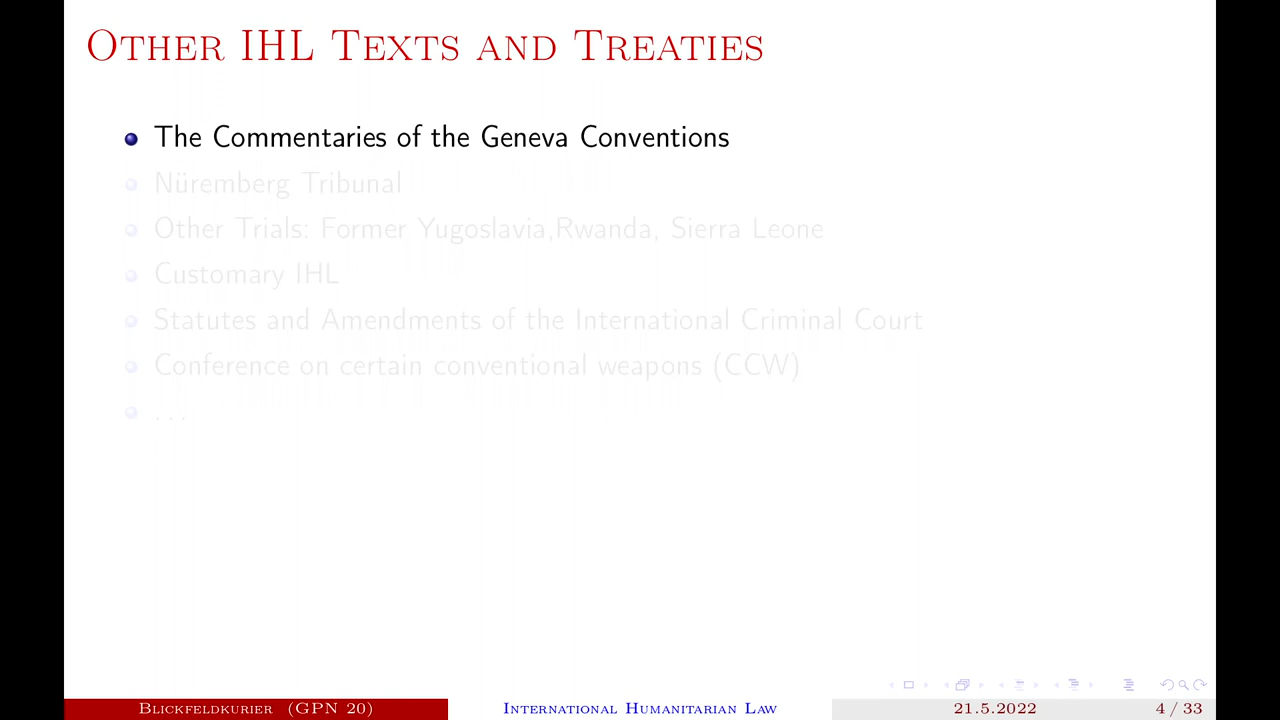 Other IHL Texts and Treaties
The Commentaries of the Geneva Conventions
Nüremberg Tribunal
Other Trials: Former Yugoslavia,Rwanda, Sierra Leone
Customary IHL
Statutes and Amendments of the International Criminal Court
Conference on certain conventional weapons (CCW)
...
Blickfeldkurier (GPN 20) International Humanitarian Law 21.5.2022 4 / 33